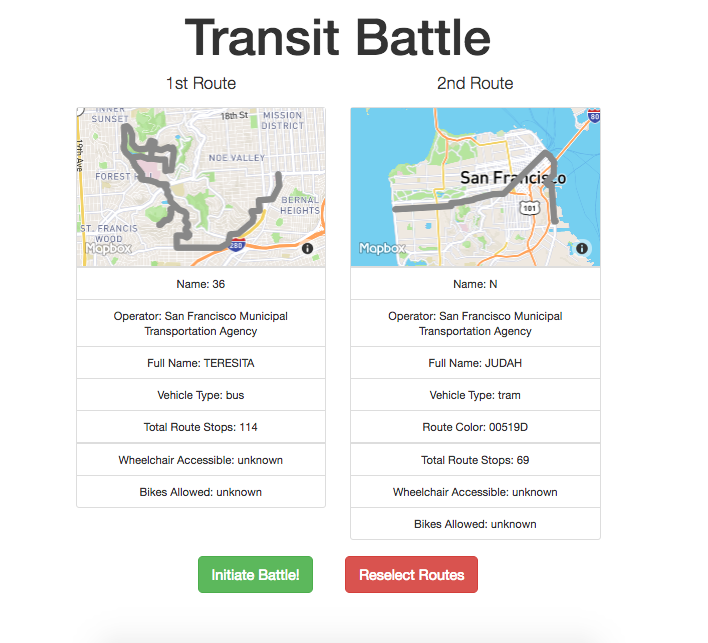 Transit Battle
1st Route
2nd Route
INNER
SUNSET
18th St
MISSION
DISTRICT
19th Ave
NOE VALLEY
FOREST HILL
BERNAL
HEIGHTS
ST. FRANCIS
WOOD
280
Mapbox
80
San Francisco
101
Mapbox
Name: 36
Operator: San Francisco Municipal
Transportation Agency
Full Name: TERESITA
Vehicle Type: bus
Total Route Stops: 114
Wheelchair Accessible: unknown
Bikes Allowed: unknown
Name: N
Operator: San Francisco Municipal
Transportation Agency
Full Name: JUDAH
Vehicle Type: tram
Route Color: 00519D
Total Route Stops: 69
Wheelchair Accessible: unknown
Bikes Allowed: unknown
Initiate Battle!
Reselect Routes